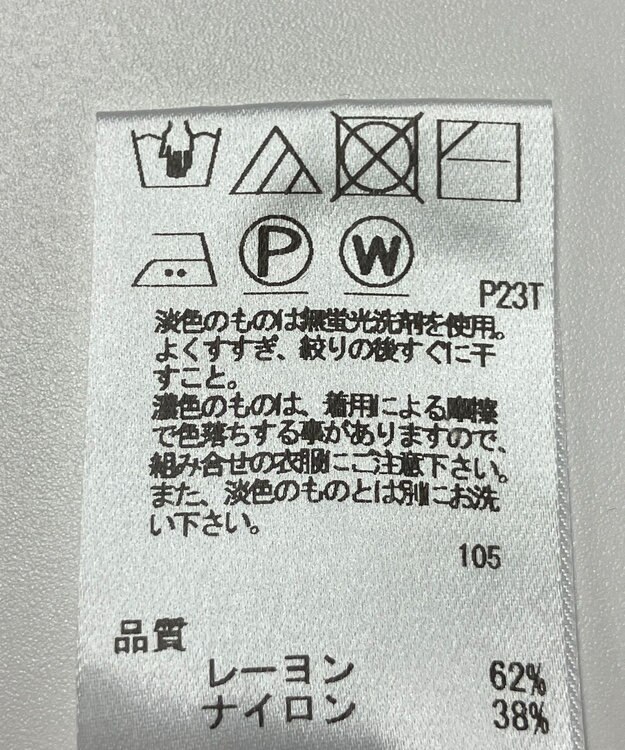 P
W
P23T
淡色のものは無蛍光洗剤を使用。
よくすすぎ、絞りの後すぐに干
すこと。
濃色のものは、着用による摩擦
で色落ちする事がありますので、
組み合せの衣服にご注意下さい。
また、淡色のものとは別にお洗
い下さい。
105
品質
レーヨン 62%
ナイロン 38%